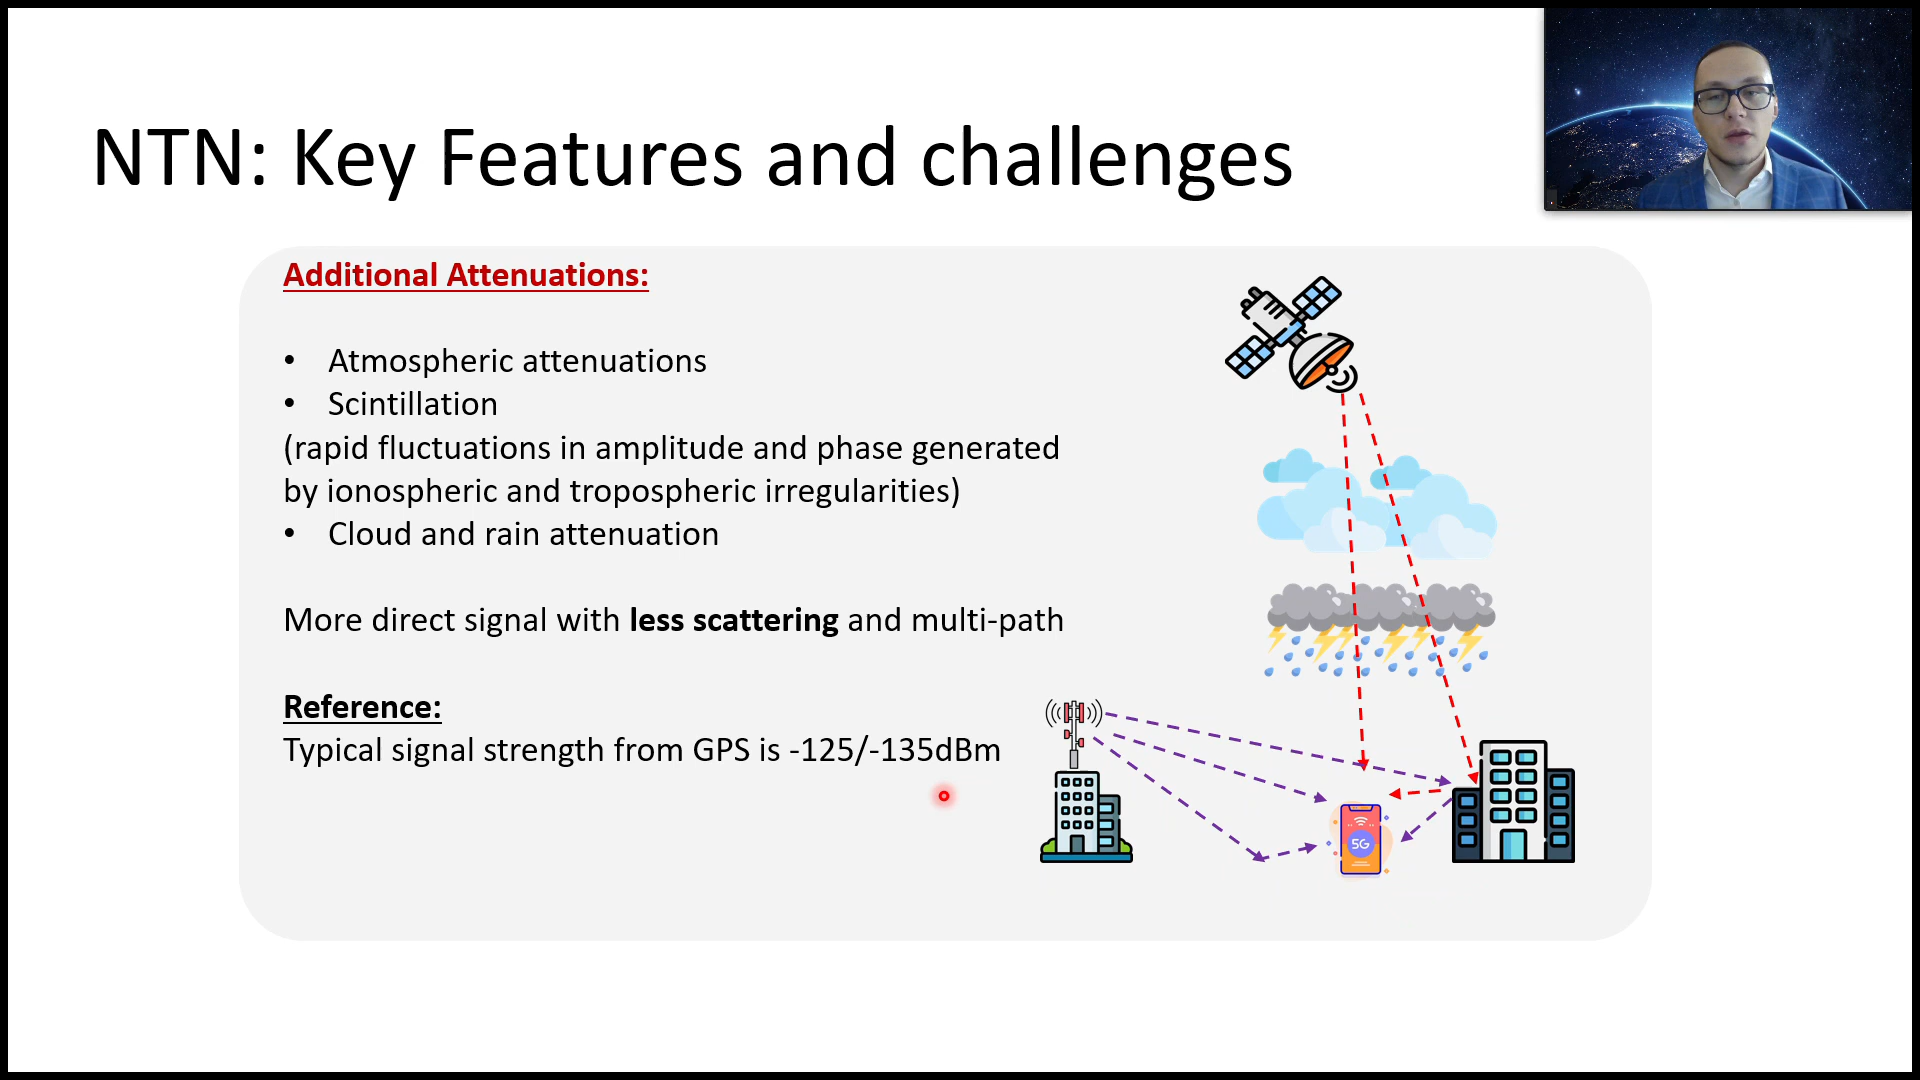 NTN: Key Features and challenges
Additional Attenuations:
• Atmospheric attenuations
• Scintillation
(rapid fluctuations in amplitude and phase generated
by ionospheric and tropospheric irregularities)
• Cloud and rain attenuation
More direct signal with less scattering and multi-path
Reference:
Typical signal strength from GPS is -125/-135dBm
5G